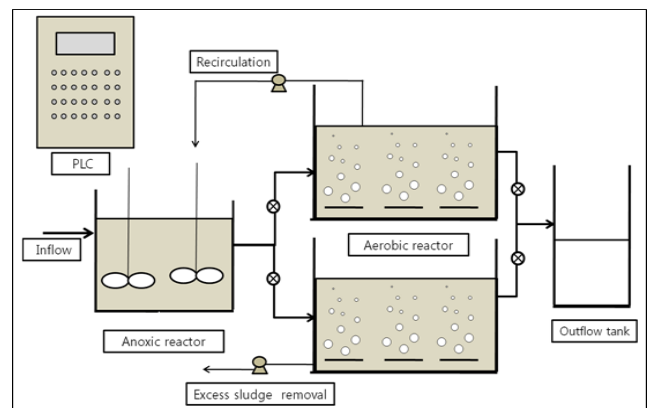 Recirculation
PLC
Inflow
Aerobic reactor
Anoxic reactor
Outflow tank
Excess sludge removal